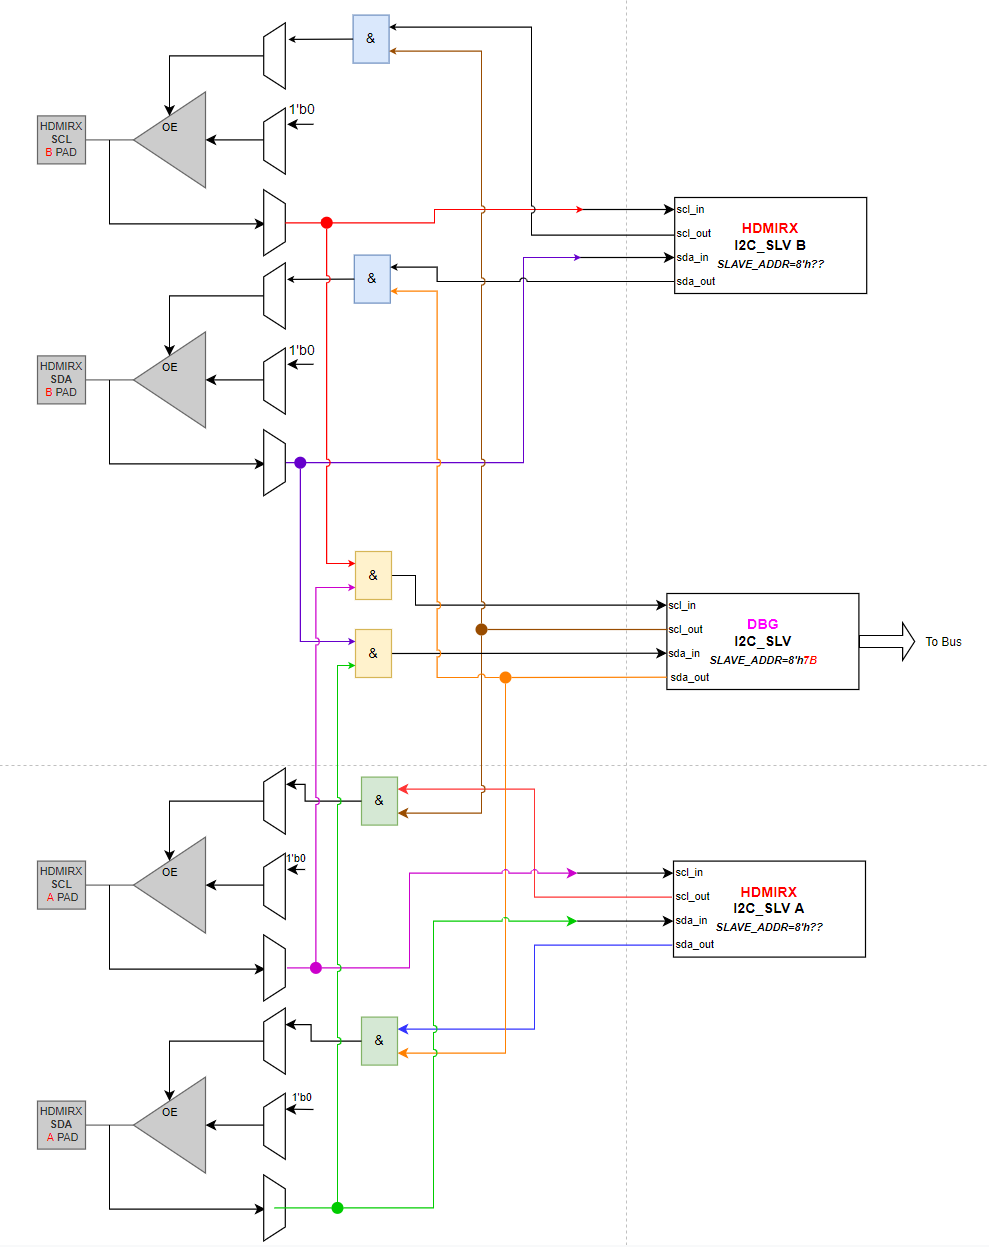 &
1'b0
OE
HDMIRX
SCL
B PAD
scl_in
HDMIRX
scl_out
I2C_SLV B
sda_in
SLAVE_ADDR=8'h??
sda_out
&
1'b0
OE
HDMIRX
SDA
B PAD
&
scl_in
DBG
scl_out
I2C_SLV
To Bus
&
sda_in
SLAVE_ADDR=8'h7B
sda_out
&
1'b0
OE
HDMIRX
SCL
A PAD
scl_in
HDMIRX
scl_out
I2C_SLV A
sda_in
SLAVE_ADDR=8'h??
sda_out
&
1'b0
OE
HDMIRX
SDA
A PAD